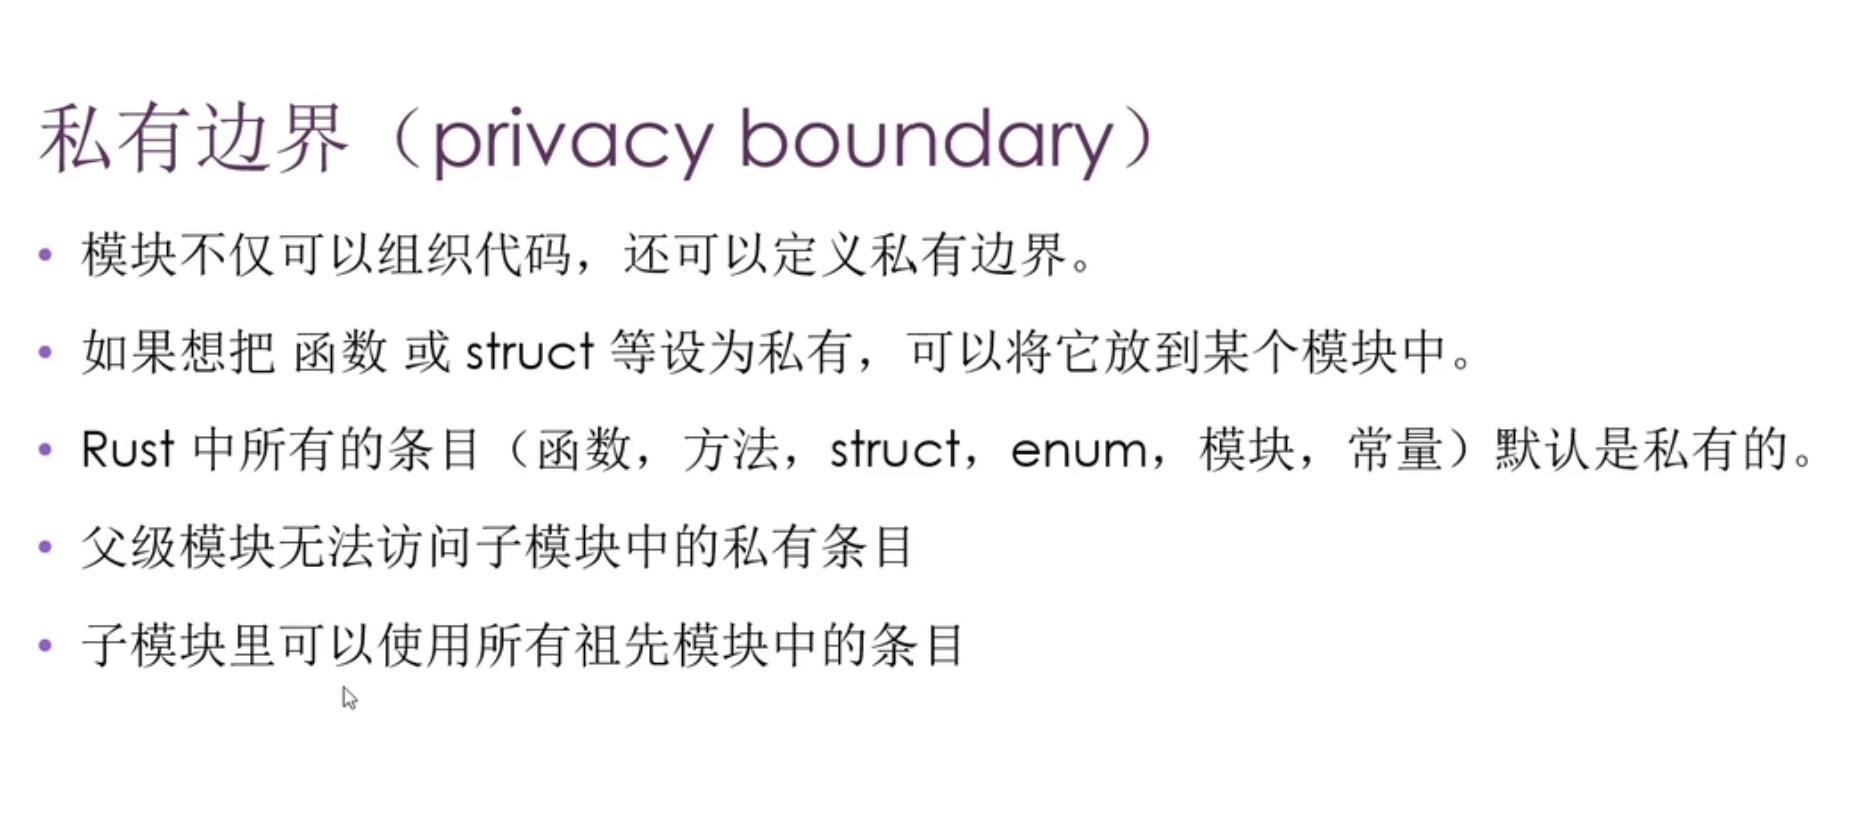 私有边界（privacy boundary）
• 模块不仅可以组织代码，还可以定义私有边界。
• 如果想把 函数 或 struct 等设为私有，可以将它放到某个模块中。
• Rust 中所有的条目（函数，方法，struct，enum，模块，常量）默认是私有的。
• 父级模块无法访问子模块中的私有条目
• 子模块里可以使用所有祖先模块中的条目